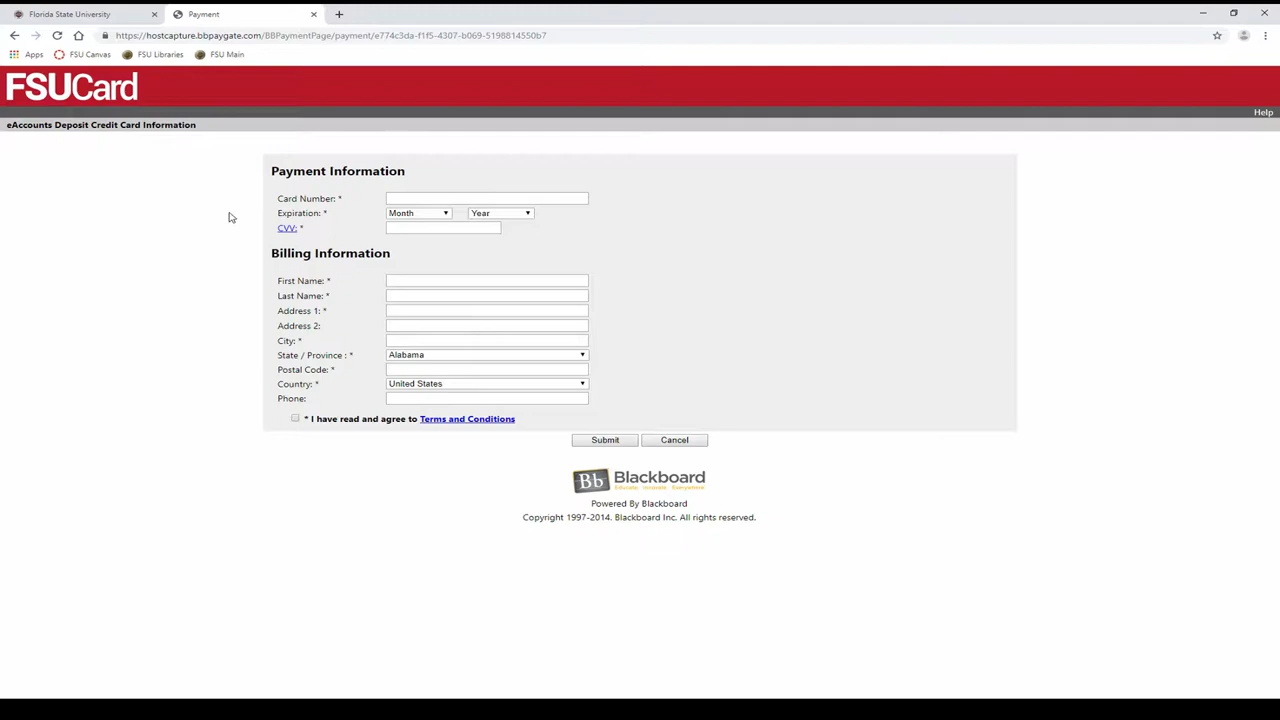 Florida State University
Payment
https://hostcapture.bbpaygate.com/BBPaymentPage/payment/e774c3da-f1f5-4307-b069-5198814550b7
Apps FSU Canvas FSU Libraries FSU Main
FSUCard
Help
eAccounts Deposit Credit Card Information
Payment Information
Card Number: *
Expiration: * Month Year
CVV: *
Billing Information
First Name: *
Last Name: *
Address 1: *
Address 2:
City: *
State / Province : * Alabama
Postal Code: *
Country: * United States
Phone:
* I have read and agree to Terms and Conditions
Submit Cancel
Bb Blackboard
Educate. Innovate. Everywhere.
Powered By Blackboard
Copyright 1997-2014. Blackboard Inc. All rights reserved.